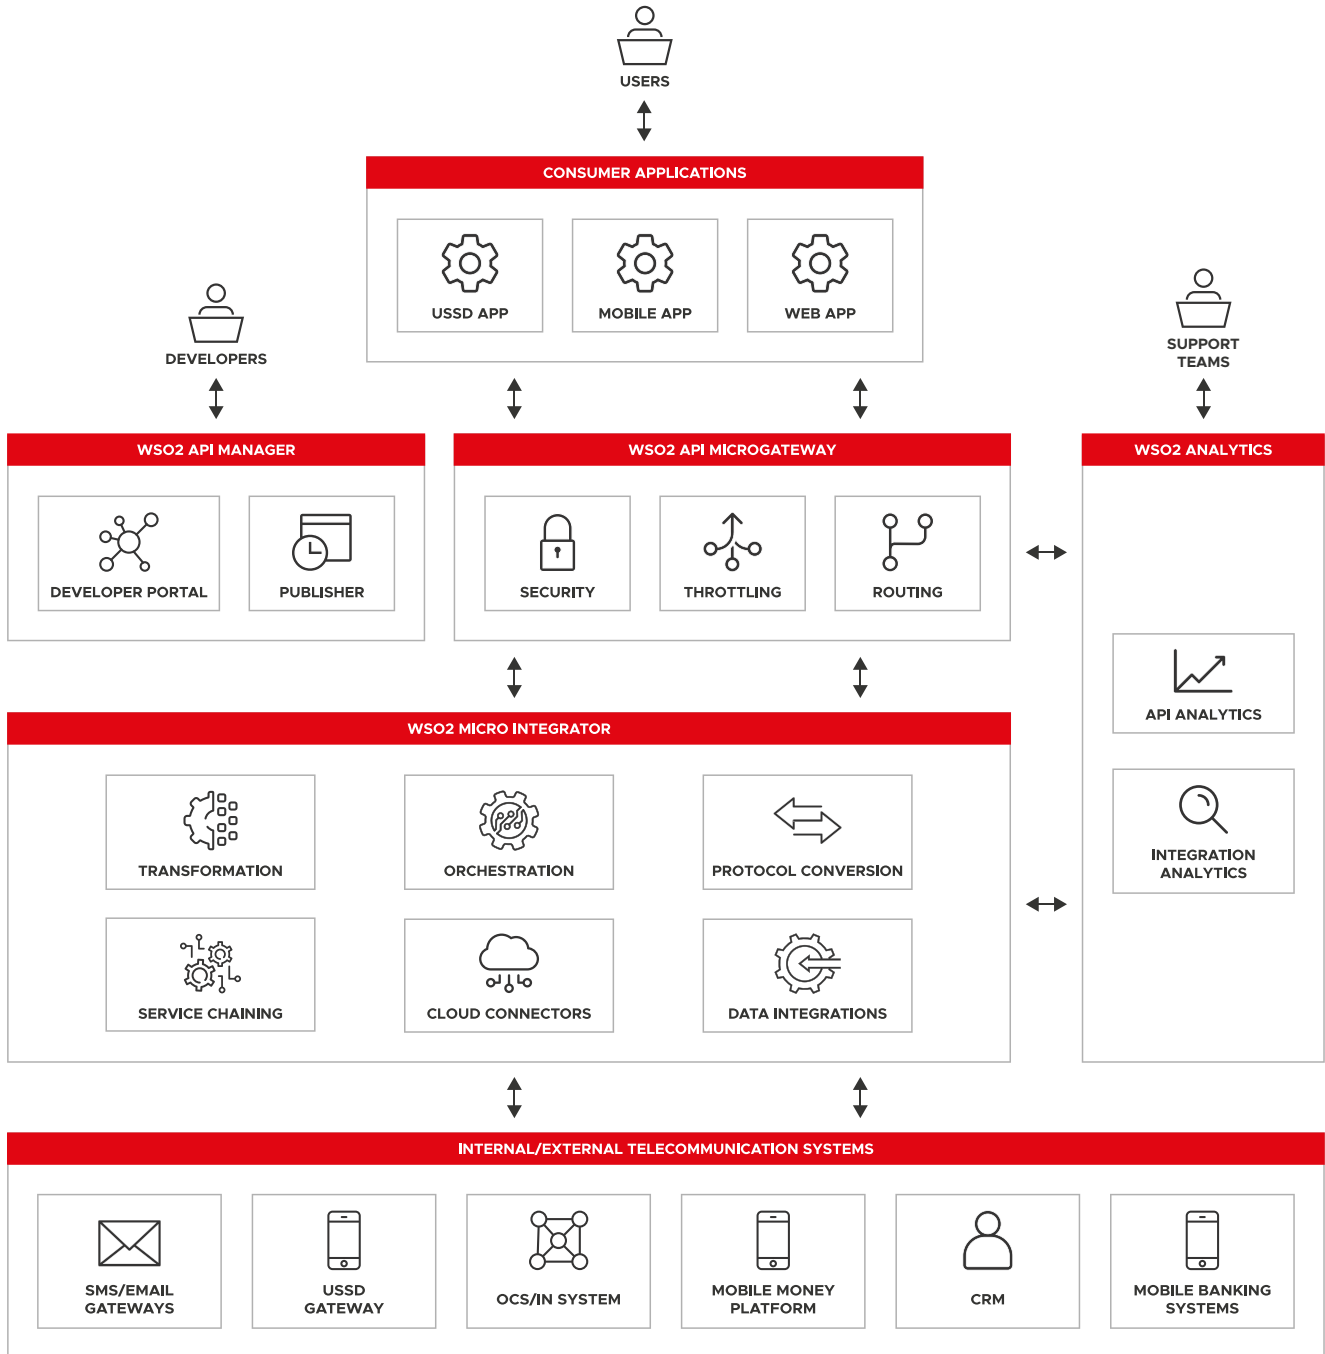 USERS
CONSUMER APPLICATIONS
USSD APP
MOBILE APP
WEB APP
DEVELOPERS
SUPPORT
TEAMS
WSO2 API MANAGER
DEVELOPER PORTAL
PUBLISHER
WSO2 API MICROGATEWAY
SECURITY
THROTTLING
ROUTING
WSO2 ANALYTICS
API ANALYTICS
INTEGRATION
ANALYTICS
WSO2 MICRO INTEGRATOR
TRANSFORMATION
ORCHESTRATION
PROTOCOL CONVERSION
SERVICE CHAINING
CLOUD CONNECTORS
DATA INTEGRATIONS
INTERNAL/EXTERNAL TELECOMMUNICATION SYSTEMS
SMS/EMAIL
GATEWAYS
USSD
GATEWAY
OCS/IN SYSTEM
MOBILE MONEY
PLATFORM
CRM
MOBILE BANKING
SYSTEMS